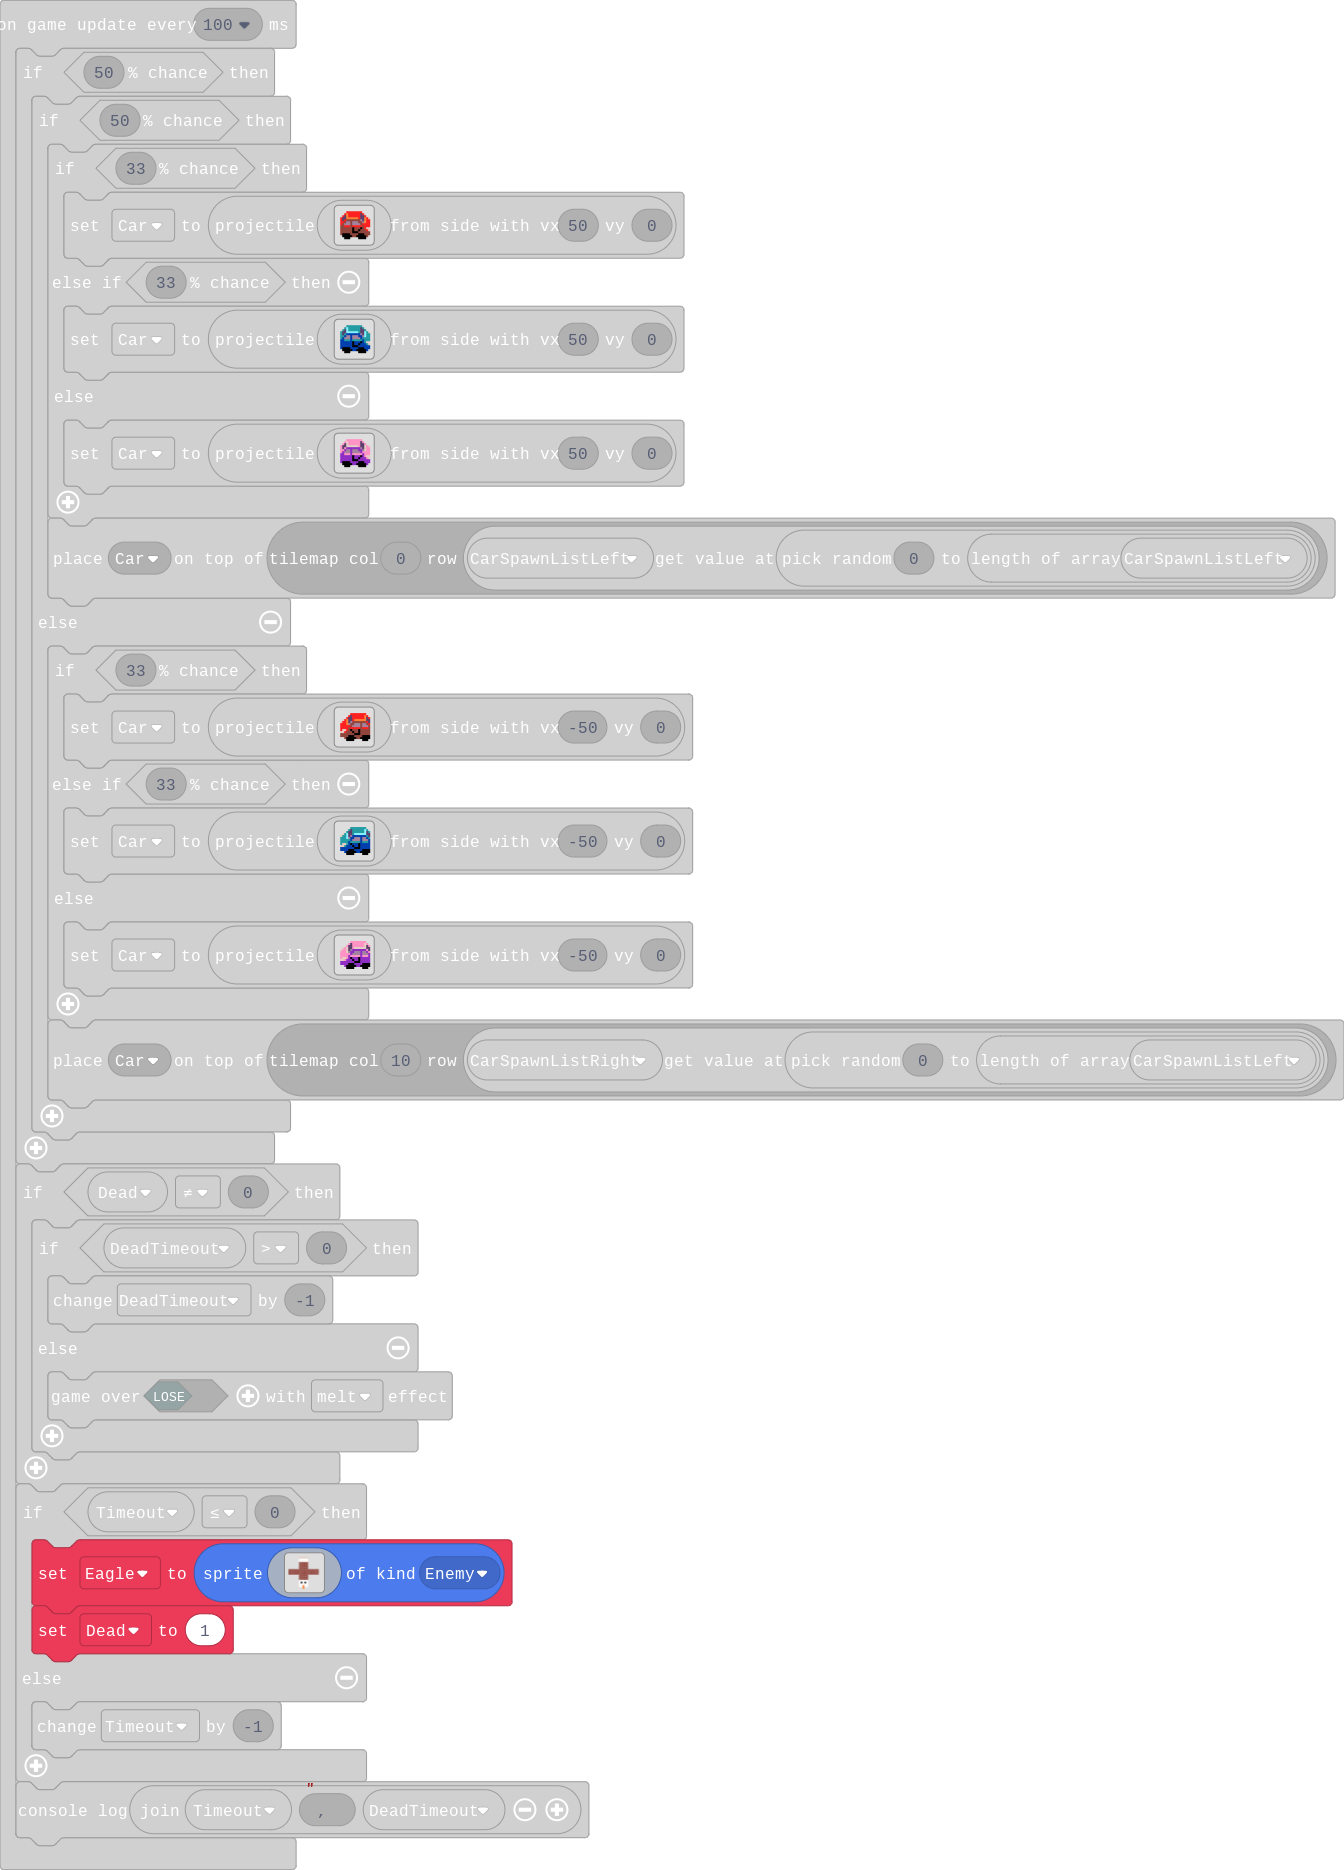 on game update every 100 ms
if 50 % chance then
if 50 % chance then
if 33 % chance then
set Car to projectile from side with vx 50 vy 0
else if 33 % chance then
set Car to projectile from side with vx 50 vy 0
else
set Car to projectile from side with vx 50 vy 0
place Car on top of tilemap col 0 row CarSpawnListLeft get value at pick random 0 to length of array CarSpawnListLeft
else
if 33 % chance then
set Car to projectile from side with vx -50 vy 0
else if 33 % chance then
set Car to projectile from side with vx -50 vy 0
else
set Car to projectile from side with vx -50 vy 0
place Car on top of tilemap col 10 row CarSpawnListRight get value at pick random 0 to length of array CarSpawnListLeft
if Dead ≠ 0 then
if DeadTimeout > 0 then
change DeadTimeout by -1
else
game over LOSE with melt effect
if Timeout ≤ 0 then
set Eagle to sprite of kind Enemy
set Dead to 1
else
change Timeout by -1
console log join Timeout " , DeadTimeout